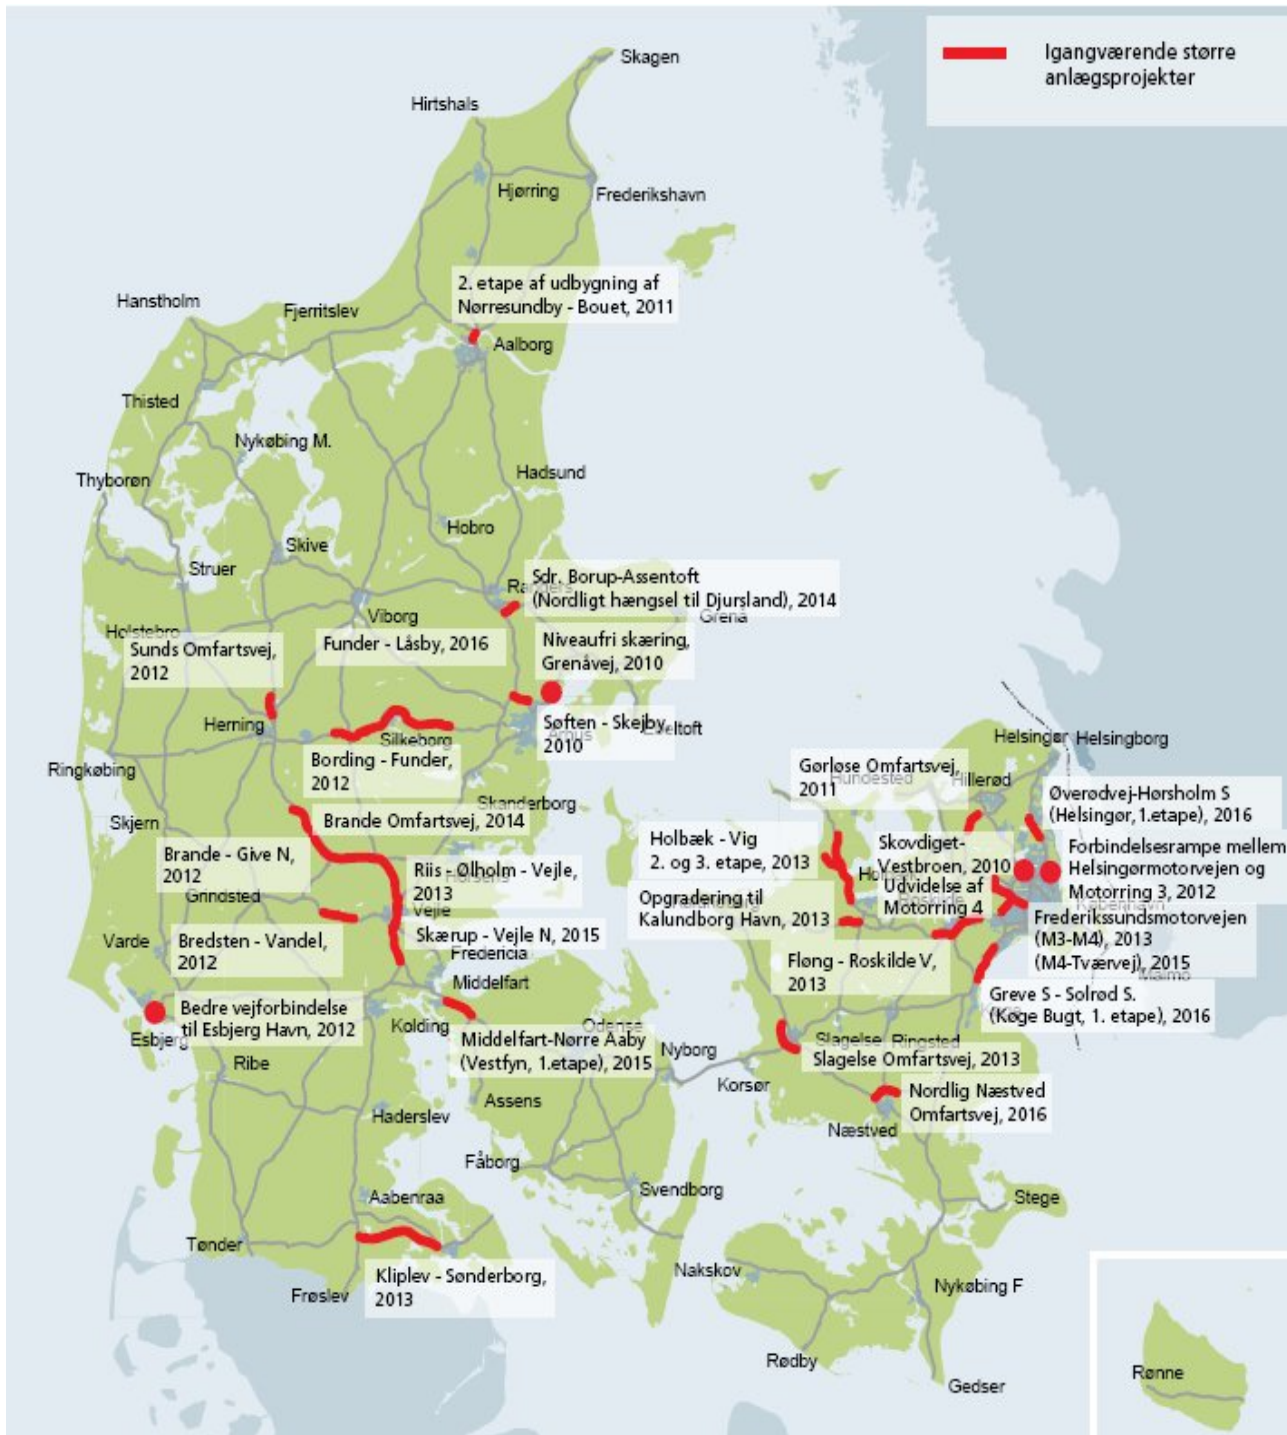 Igangværende større
anlægsprojekter
Skagen
Hirtshals
Hjørring
Frederikshavn
2. etape af udbygning af
Nørresundby - Bouet, 2011
Hanstholm
Fjerritslev
Aalborg
Thisted
Nykøbing M.
Thyborøn
Hadsund
Hobro
Skive
Struer
Sdr. Borup-Assentoft
(Nordligt hængsel til Djursland), 2014
Randers
Viborg
Grenå
Holstebro
Sunds Omfartsvej,
2012
Funder - Låsby, 2016
Niveaufri skæring,
Grenåvej, 2010
Herning
Silkeborg
Søften - Skejby,
2010
Århus
Ebeltoft
Bording - Funder,
2012
Ringkøbing
Skanderborg
Skjern
Brande Omfartsvej, 2014
Brande - Give N,
2012
Riis - Ølholm - Vejle,
2013
Horsens
Grindsted
Vejle
Skærup - Vejle N, 2015
Varde
Bredsten - Vandel,
2012
Fredericia
Middelfart
Bedre vejforbindelse
til Esbjerg Havn, 2012
Esbjerg
Kolding
Middelfart-Nørre Aaby
(Vestfyn, 1.etape), 2015
Odense
Nyborg
Korsør
Ribe
Assens
Haderslev
Fåborg
Svendborg
Aabenraa
Tønder
Kliplev - Sønderborg,
2013
Frøslev
Helsingør
Helsingborg
Gørløse Omfartsvej,
2011
Hundested
Hillerød
Øverødvej-Hørsholm S
(Helsingør,1.etape), 2016
Holbæk - Vig
2. og 3. etape, 2013
Skovdiget-
Vestbroen, 2010
Forbindelsesrampe mellem
Helsingørmotorvejen og
Motorring 3, 2012
Udvidelse af
Motorring 4
Opgradering til
Kalundborg Havn, 2013
Roskilde
København
Frederikssundsmotorvejen
(M3-M4), 2013
(M4-Tværvej), 2015
Malmö
Fløng - Roskilde V,
2013
Greve S - Solrød S.
(Køge Bugt, 1. etape), 2016
Slagelse
Ringsted
Slagelse Omfartsvej, 2013
Nordlig Næstved
Omfartsvej, 2016
Næstved
Stege
Nakskov
Nykøbing F
Rødby
Gedser
Rønne